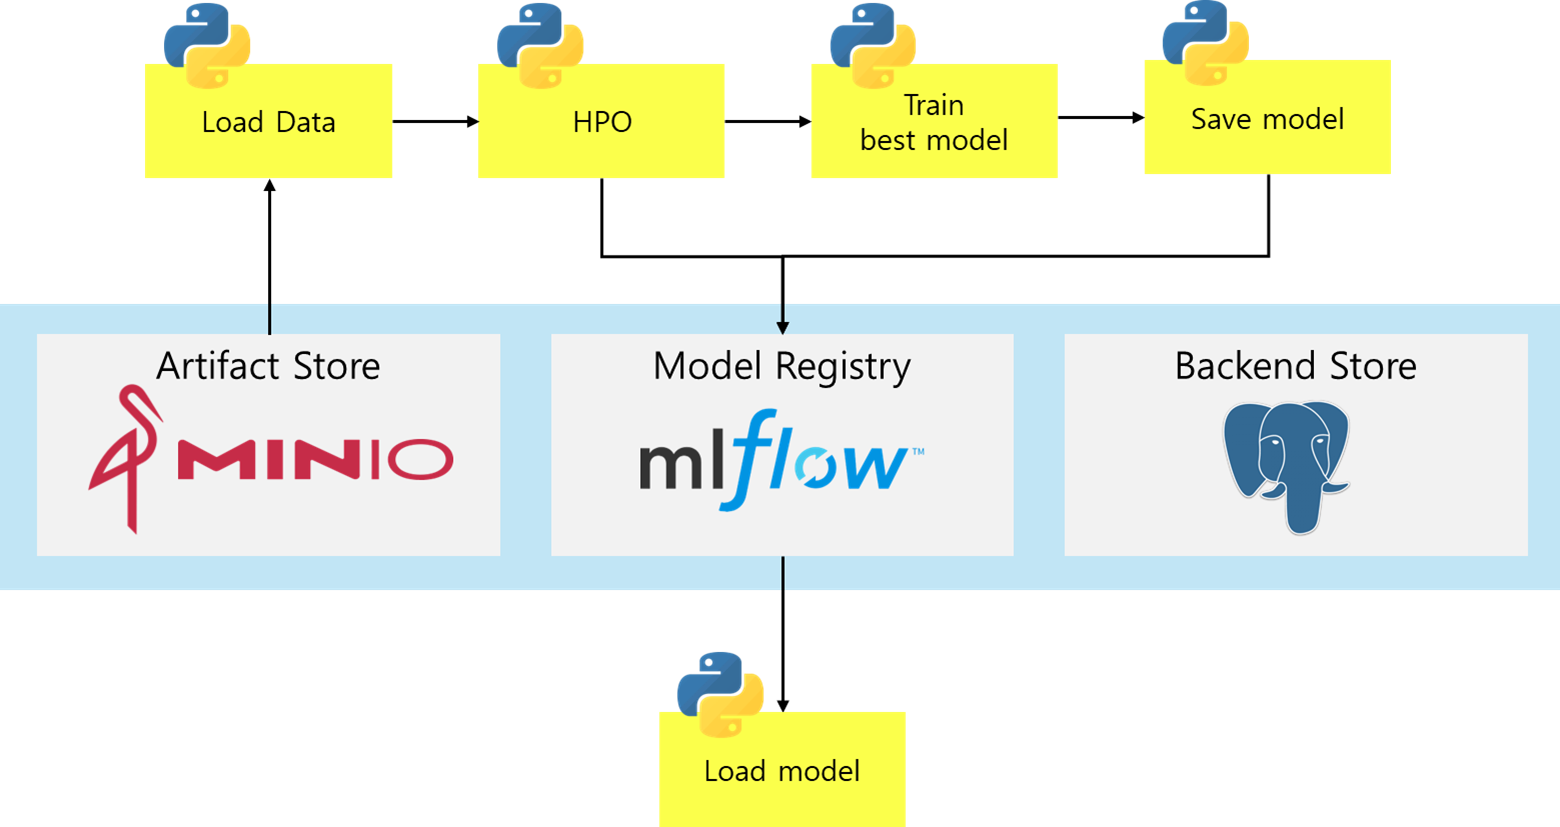 Load Data
HPO
Train
best model
Save model
Artifact Store
MINIO
Model Registry
mlflow™
Backend Store
Load model